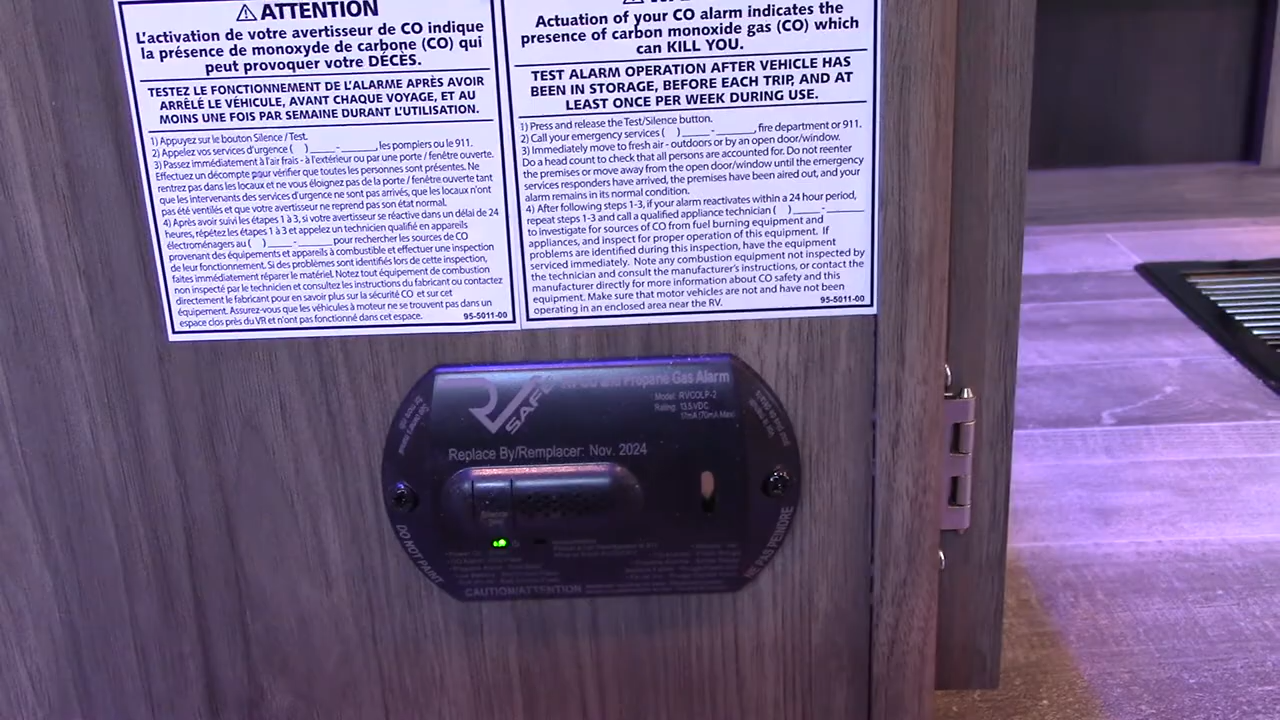 ATTENTION
L'activation de votre avertisseur de CO indique
la présence de monoxyde de carbone (CO) qui
peut provoquer votre DÉCÈS.
TESTEZ LE FONCTIONNEMENT DE L'ALARME APRÈS AVOIR
ARRÊLÉ LE VÉHICULE, AVANT CHAQUE VOYAGE, ET AU
MOINS UNE FOIS PAR SEMAINE DURANT L'UTILISATION.
1) Appuyez sur le bouton Silence / Test.
2) Appelez vos services d'urgence ( ) _____-_______, les pompiers ou le 911.
3) Passez immédiatement à l'air frais - à l'extérieur ou par une porte / fenêtre ouverte.
Effectuez un décompte pour vérifier que toutes les personnes sont présentes. Ne
rentrez pas dans les locaux et ne vous éloignez pas de la porte / fenêtre ouverte tant
que les intervenants des services d'urgence ne sont pas arrivés, que les locaux n'ont
pas été ventilés et que votre avertisseur ne reprend pas son état normal.
4) Après avoir suivi les étapes 1 à 3, si votre avertisseur se réactive dans un délai de 24
heures, répétez les étapes 1 à 3 et appelez un technicien qualifié en appareils
électroménagers au ( ) _____-________ pour rechercher les sources de CO
provenant des équipements et appareils à combustible et effectuer une inspection
de leur fonctionnement. Si des problèmes sont identifiés lors de cette inspection,
faites immédiatement réparer le matériel. Notez tout équipement de combustion
non inspecté par le technicien et consultez les instructions du fabricant ou contactez
directement le fabricant pour en savoir plus sur la sécurité CO et sur cet
équipement. Assurez-vous que les véhicules à moteur ne se trouvent pas dans un
espace clos près du VR et n'ont pas fonctionné dans cet espace. 95-5011-00
Actuation of your CO alarm indicates the
presence of carbon monoxide gas (CO) which
can KILL YOU.
TEST ALARM OPERATION AFTER VEHICLE HAS
BEEN IN STORAGE, BEFORE EACH TRIP, AND AT
LEAST ONCE PER WEEK DURING USE.
1) Press and release the Test/Silence button.
2) Call your emergency services ( ) _____-_______, fire department or 911.
3) Immediately move to fresh air - outdoors or by an open door/window.
Do a head count to check that all persons are accounted for. Do not reenter
the premises or move away from the open door/window until the emergency
services responders have arrived, the premises have been aired out, and your
alarm remains in its normal condition.
4) After following steps 1-3, if your alarm reactivates within a 24 hour period,
repeat steps 1-3 and call a qualified appliance technician ( ) _____-_______
to investigate for sources of CO from fuel burning equipment and
appliances, and inspect for proper operation of this equipment. If
problems are identified during this inspection, have the equipment
serviced immediately. Note any combustion equipment not inspected by
the technician and consult the manufacturer's instructions, or contact the
manufacturer directly for more information about CO safety and this
equipment. Make sure that motor vehicles are not and have not been
operating in an enclosed area near the RV. 95-5011-00
RV SAFE
CO and Propane Gas Alarm
Model: RVCOLP-2
Rating: 13.5VDC
Replace By/Remplacer: Nov. 2024
Silence
DO NOT PAINT
NE PAS PEINDRE
CAUTION/ATTENTION